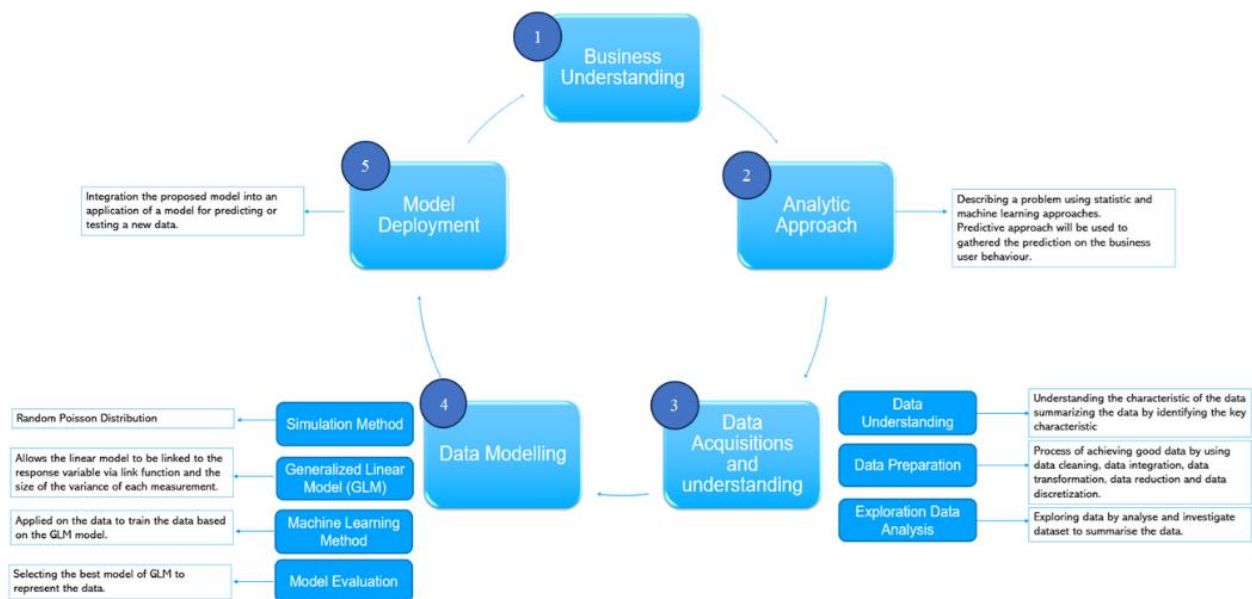 1
Business
Understanding
2
Analytic
Approach
Describing a problem using statistic and
machine learning approaches.
Predictive approach will be used to
gathered the prediction on the business
user behaviour.
3
Data
Acquisitions and
understanding
Data
Understanding
Understanding the characteristic of the data
summarizing the data by identifying the key
characteristic
Data Preparation
Process of achieving good data by using
data cleaning, data integration, data
transformation, data reduction and data
discretization.
Exploration Data
Analysis
Exploring data by analyse and investigate
dataset to summarise the data.
4
Data Modelling
Simulation Method
Random Poisson Distribution
Generalized Linear
Model (GLM)
Allows the linear model to be linked to the
response variable via link function and the
size of the variance of each measurement.
Machine Learning
Method
Applied on the data to train the data based
on the GLM model.
Model Evaluation
Selecting the best model of GLM to
represent the data.
5
Model
Deployment
Integration the proposed model into an
application of a model for predicting or
testing a new data.